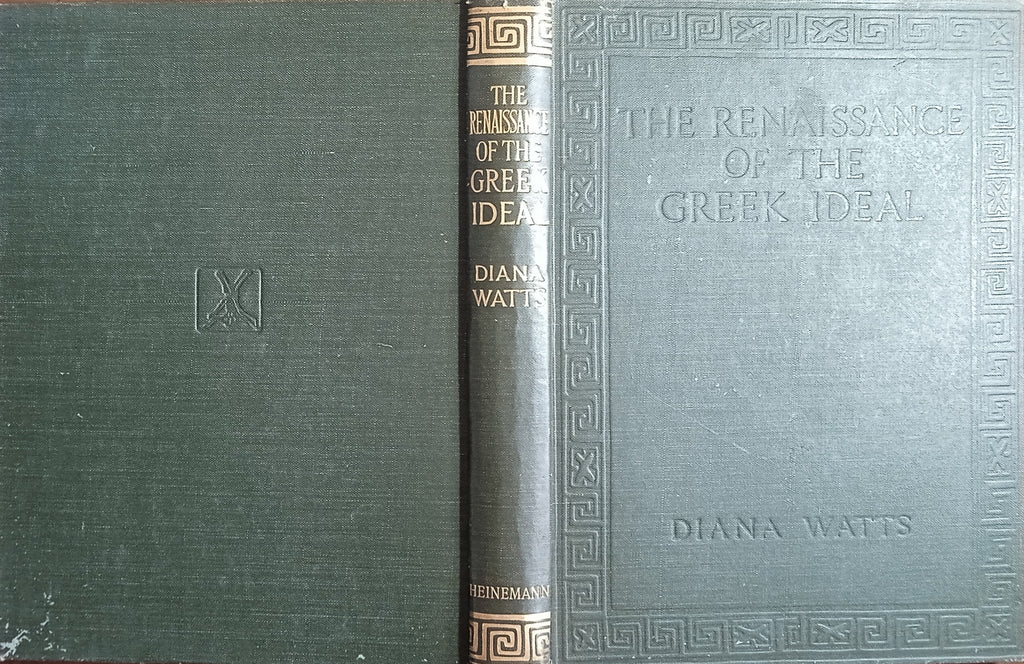 THE
RENAISSANCE
OF THE
GREEK
IDEAL
DIANA
WATTS
HEINEMANN
THE RENAISSANCE
OF THE
GREEK IDEAL
DIANA WATTS